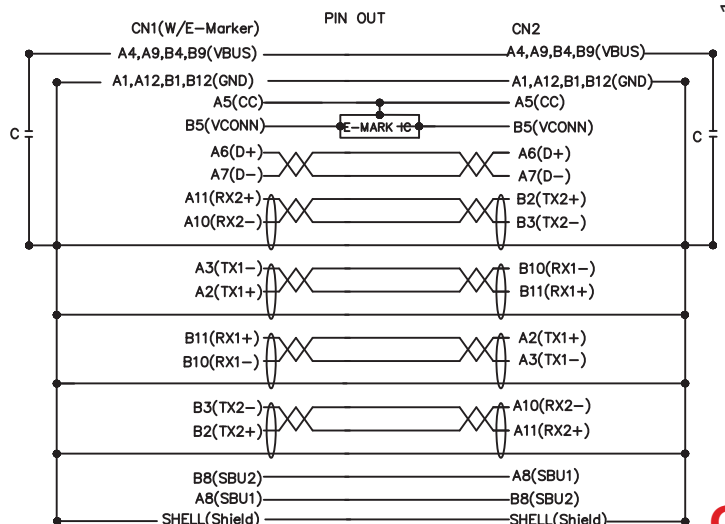 PIN OUT
CN1(W/E-Marker) CN2
A4,A9,B4,B9(VBUS) A4,A9,B4,B9(VBUS)
A1,A12,B1,B12(GND) A1,A12,B1,B12(GND)
A5(CC) A5(CC)
C B5(VCONN) E-MARK IC B5(VCONN) C
A6(D+) A6(D+)
A7(D-) A7(D-)
A11(RX2+) B2(TX2+)
A10(RX2-) B3(TX2-)
A3(TX1-) B10(RX1-)
A2(TX1+) B11(RX1+)
B11(RX1+) A2(TX1+)
B10(RX1-) A3(TX1-)
B3(TX2-) A10(RX2-)
B2(TX2+) A11(RX2+)
B8(SBU2) A8(SBU1)
A8(SBU1) B8(SBU2)
SHELL(Shield) SHELL(Shield)